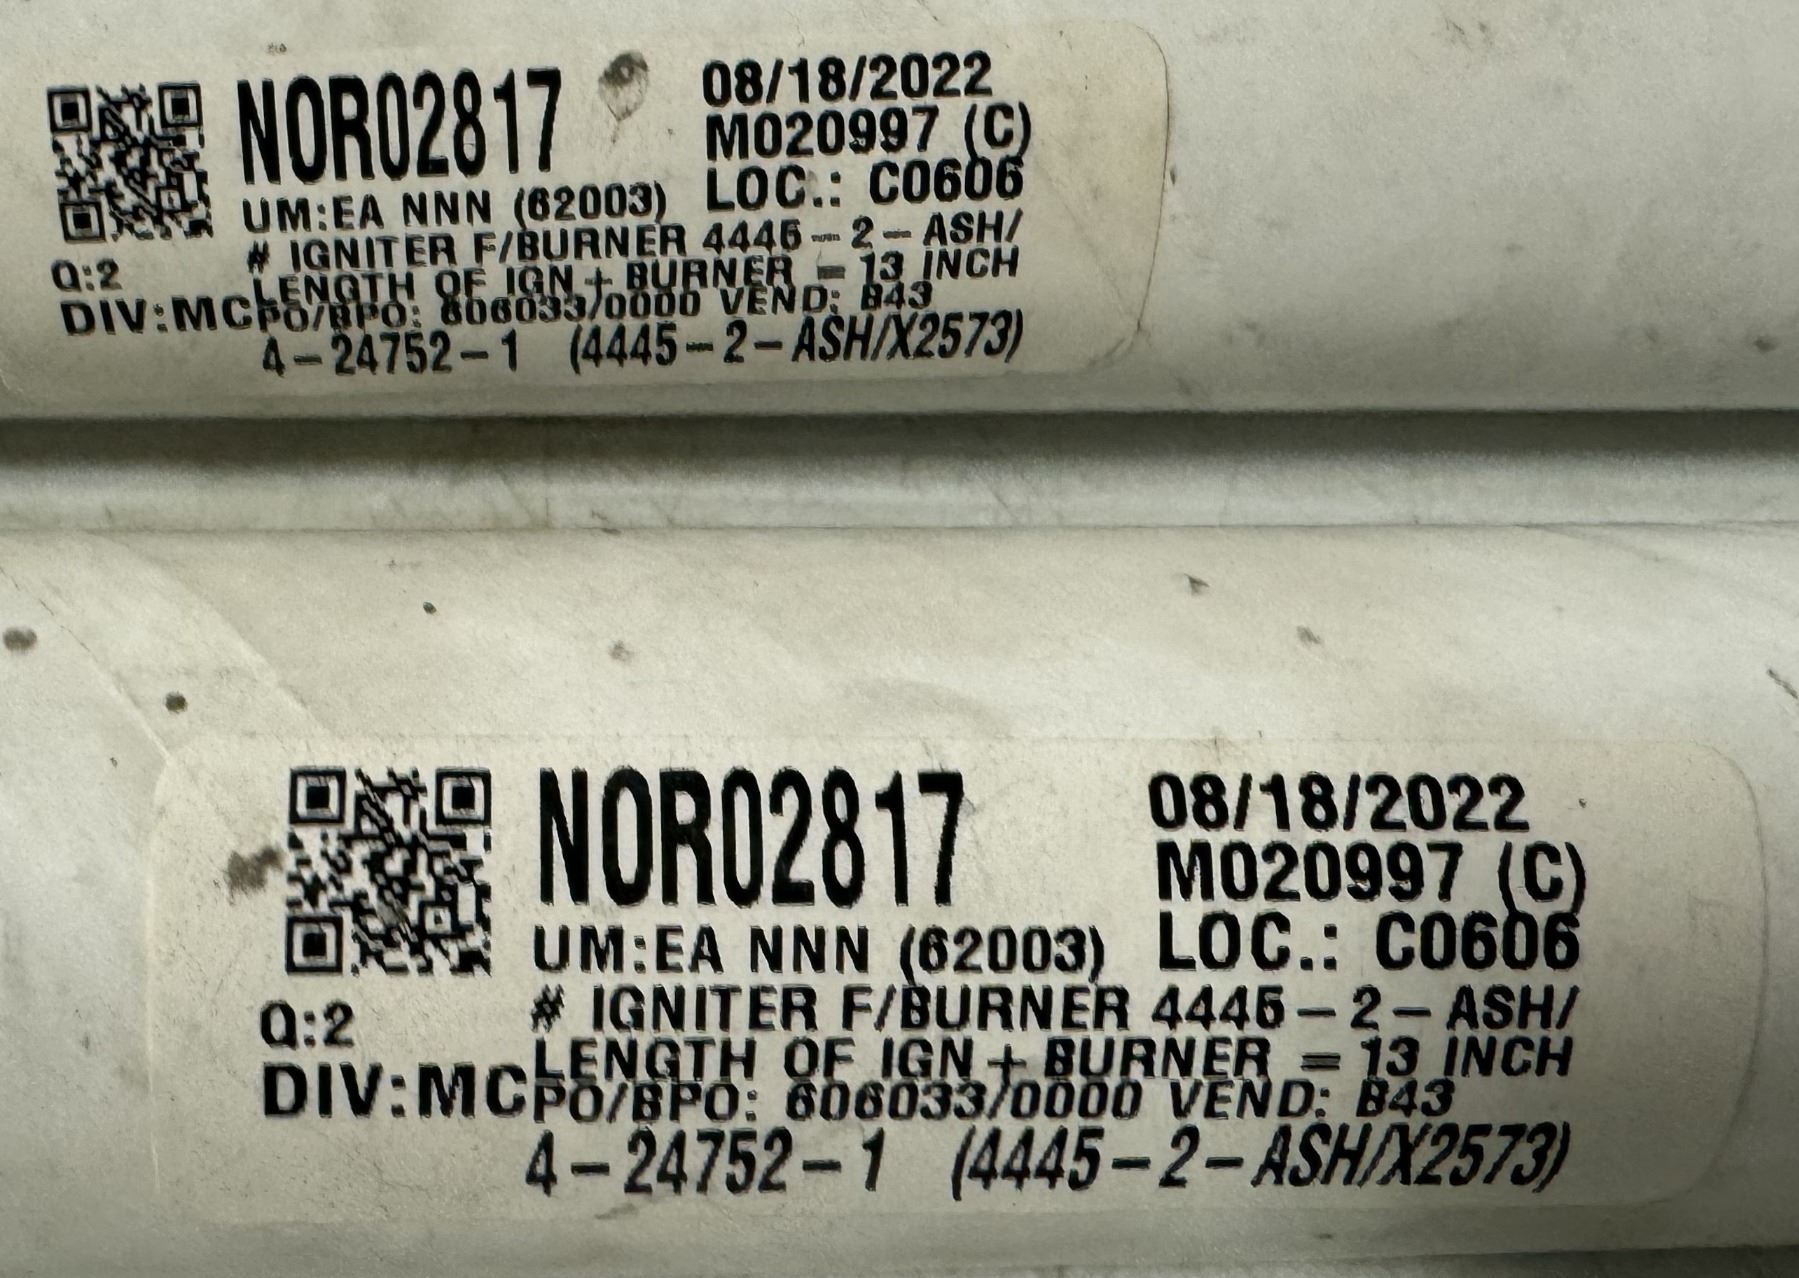 NOR02817
08/18/2022
M020997 (C)
UM:EA NNN (62003)
LOC.: C0606
# IGNITER F/BURNER 4445-2-ASH/
Q:2
LENGTH OF IGN + BURNER = 13 INCH
DIV:MC
PO/BPO: 606033/0000 VEND: B43
4-24752-1 (4445-2-ASH/X2573)
NOR02817
08/18/2022
M020997 (C)
UM:EA NNN (62003)
LOC.: C0606
# IGNITER F/BURNER 4445-2-ASH/
Q:2
LENGTH OF IGN + BURNER = 13 INCH
DIV:MC
PO/BPO: 606033/0000 VEND: B43
4-24752-1 (4445-2-ASH/X2573)